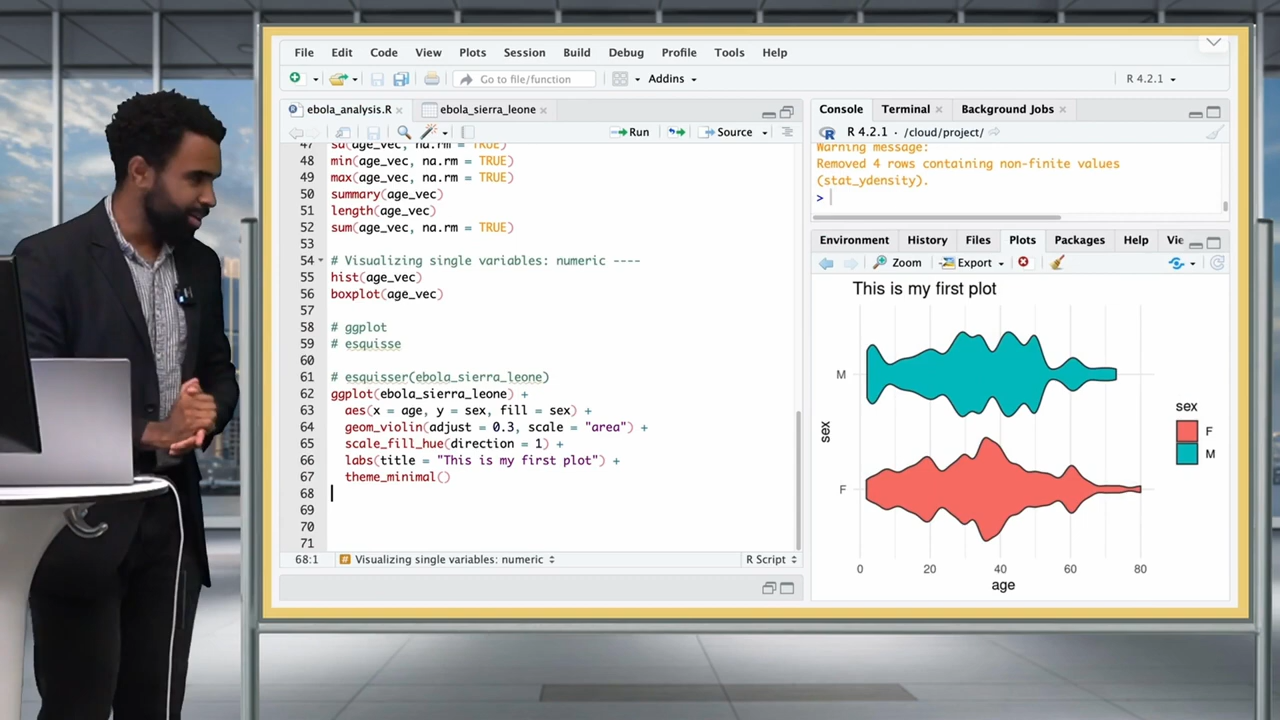 File Edit Code View Plots Session Build Debug Profile Tools Help
Go to file/function Addins R 4.2.1
ebola_analysis.R ebola_sierra_leone
Run Source
47 sd(age_vec, na.rm = TRUE)
48 min(age_vec, na.rm = TRUE)
49 max(age_vec, na.rm = TRUE)
50 summary(age_vec)
51 length(age_vec)
52 sum(age_vec, na.rm = TRUE)
53
54 # Visualizing single variables: numeric ----
55 hist(age_vec)
56 boxplot(age_vec)
57
58 # ggplot
59 # esquisse
60
61 # esquisser(ebola_sierra_leone)
62 ggplot(ebola_sierra_leone) +
63 aes(x = age, y = sex, fill = sex) +
64 geom_violin(adjust = 0.3, scale = "area") +
65 scale_fill_hue(direction = 1) +
66 labs(title = "This is my first plot") +
67 theme_minimal()
68
69
70
71
68:1 # Visualizing single variables: numeric R Script
Console Terminal Background Jobs
R R 4.2.1 · /cloud/project/
Warning message:
Removed 4 rows containing non-finite values
(stat_ydensity).
>
Environment History Files Plots Packages Help Vie
Zoom Export
This is my first plot
M
F
sex
0 20 40 60 80
age
sex
F
M